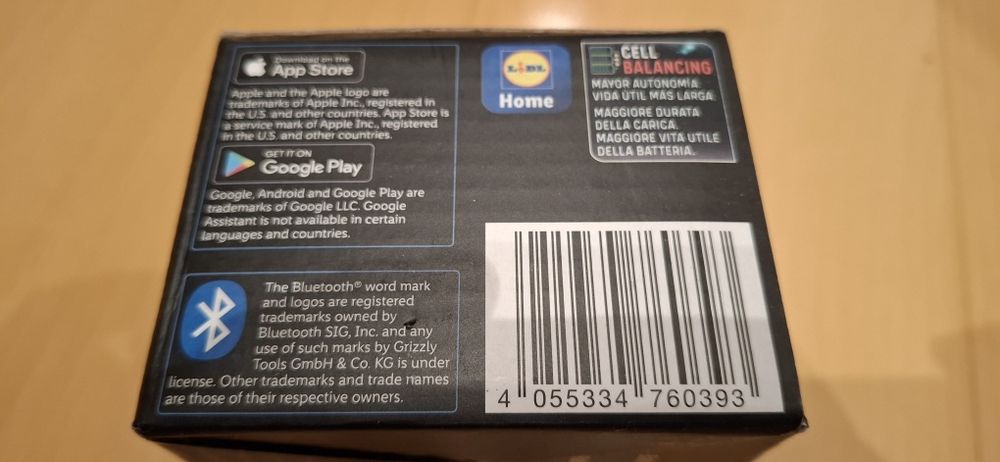 Download on the
App Store
Apple and the Apple logo are
trademarks of Apple Inc., registered in
the U.S. and other countries. App Store is
a service mark of Apple Inc., registered
in the U.S. and other countries.
GET IT ON
Google Play
Google, Android and Google Play are
trademarks of Google LLC. Google
Assistant is not available in certain
languages and countries.
The Bluetooth® word mark
and logos are registered
trademarks owned by
Bluetooth SIG, Inc. and any
use of such marks by Grizzly
Tools GmbH & Co. KG is under
license. Other trademarks and trade names
are those of their respective owners.
LIDL
Home
CELL
BALANCING
MAYOR AUTONOMÍA.
VIDA ÚTIL MÁS LARGA.
MAGGIORE DURATA
DELLA CARICA.
MAGGIORE VITA UTILE
DELLA BATTERIA.
4 055334 760393